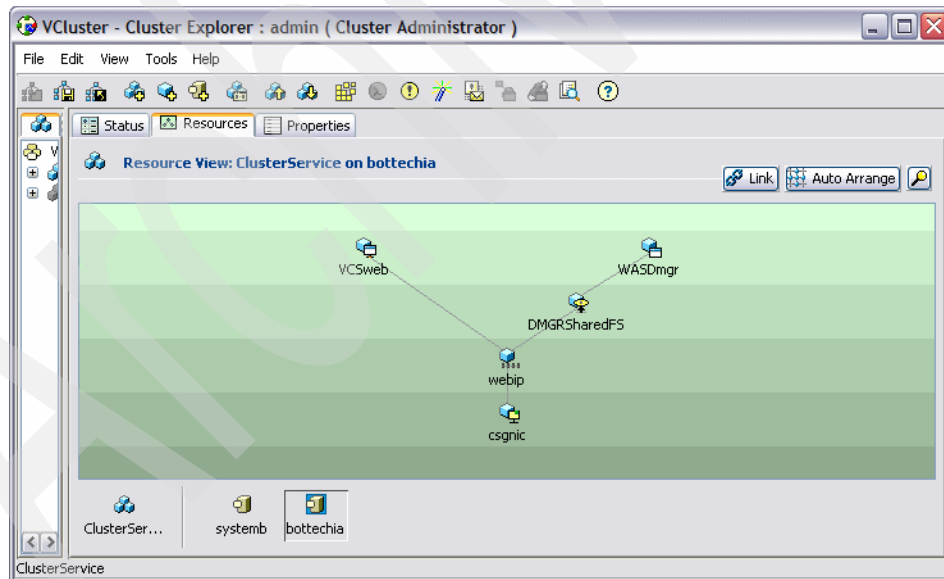 VCluster - Cluster Explorer : admin ( Cluster Administrator )
File Edit View Tools Help
Status Resources Properties
V
Resource View: ClusterService on bottechia
Link Auto Arrange
VCSweb
WASDmgr
DMGRSharedFS
webip
csgnic
ClusterSer... systemb bottechia
ClusterService